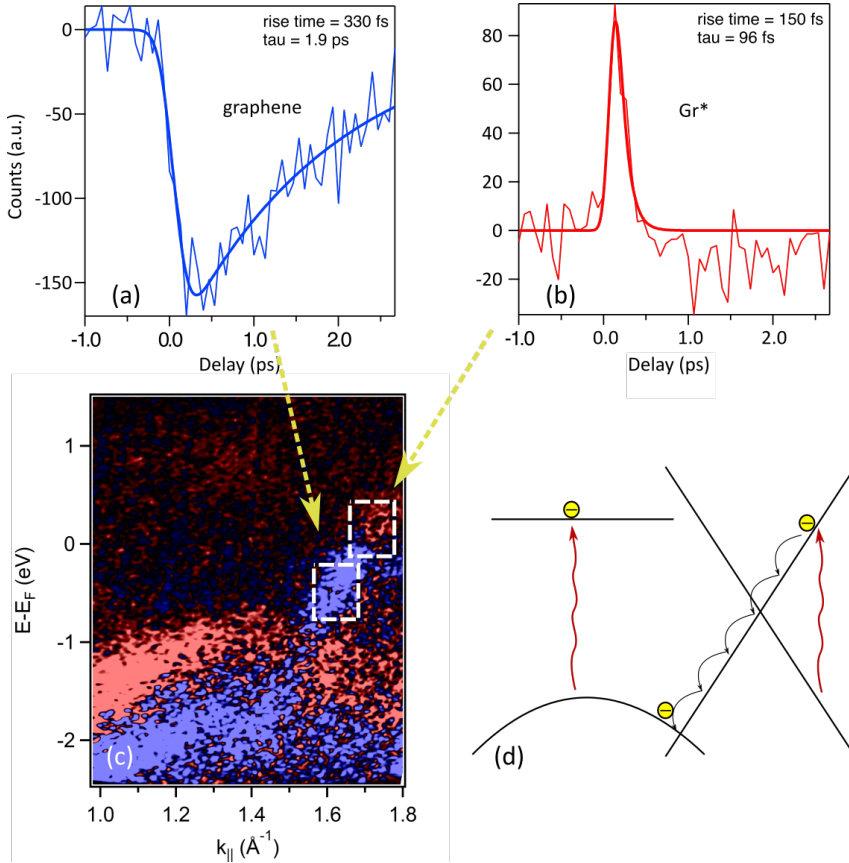 0
-50
-100
-150
Counts (a.u.)
rise time = 330 fs
tau = 1.9 ps
graphene
(a)
-1.0
0.0
1.0
2.0
Delay (ps)
80
60
40
20
0
-20
rise time = 150 fs
tau = 96 fs
Gr*
(b)
-1.0
0.0
1.0
2.0
Delay (ps)
1
0
-1
-2
E-EF (eV)
(c)
1.0
1.2
1.4
1.6
1.8
k|| (Å-1)
(d)